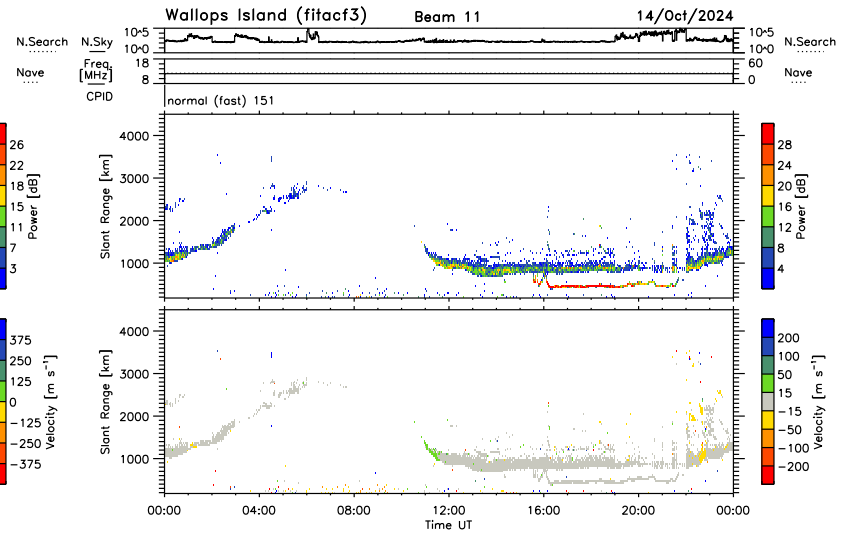 Wallops Island (fitacf3) Beam 11 14/Oct/2024
N.Search N.Sky 10^5 10^5 N.Search
10^0 10^0
Nave Freq. [MHz] 18 60 Nave
8 0
CPID normal (fast) 151
Power [dB] 26 22 18 15 11 7 3
Slant Range [km] 4000 3000 2000 1000
28 24 20 16 12 8 4 Power [dB]
Velocity [m s⁻¹] 375 250 125 0 −125 −250 −375
Slant Range [km] 4000 3000 2000 1000
200 100 50 15 −15 −50 −100 −200 Velocity [m s⁻¹]
00:00 04:00 08:00 12:00 16:00 20:00 00:00
Time UT